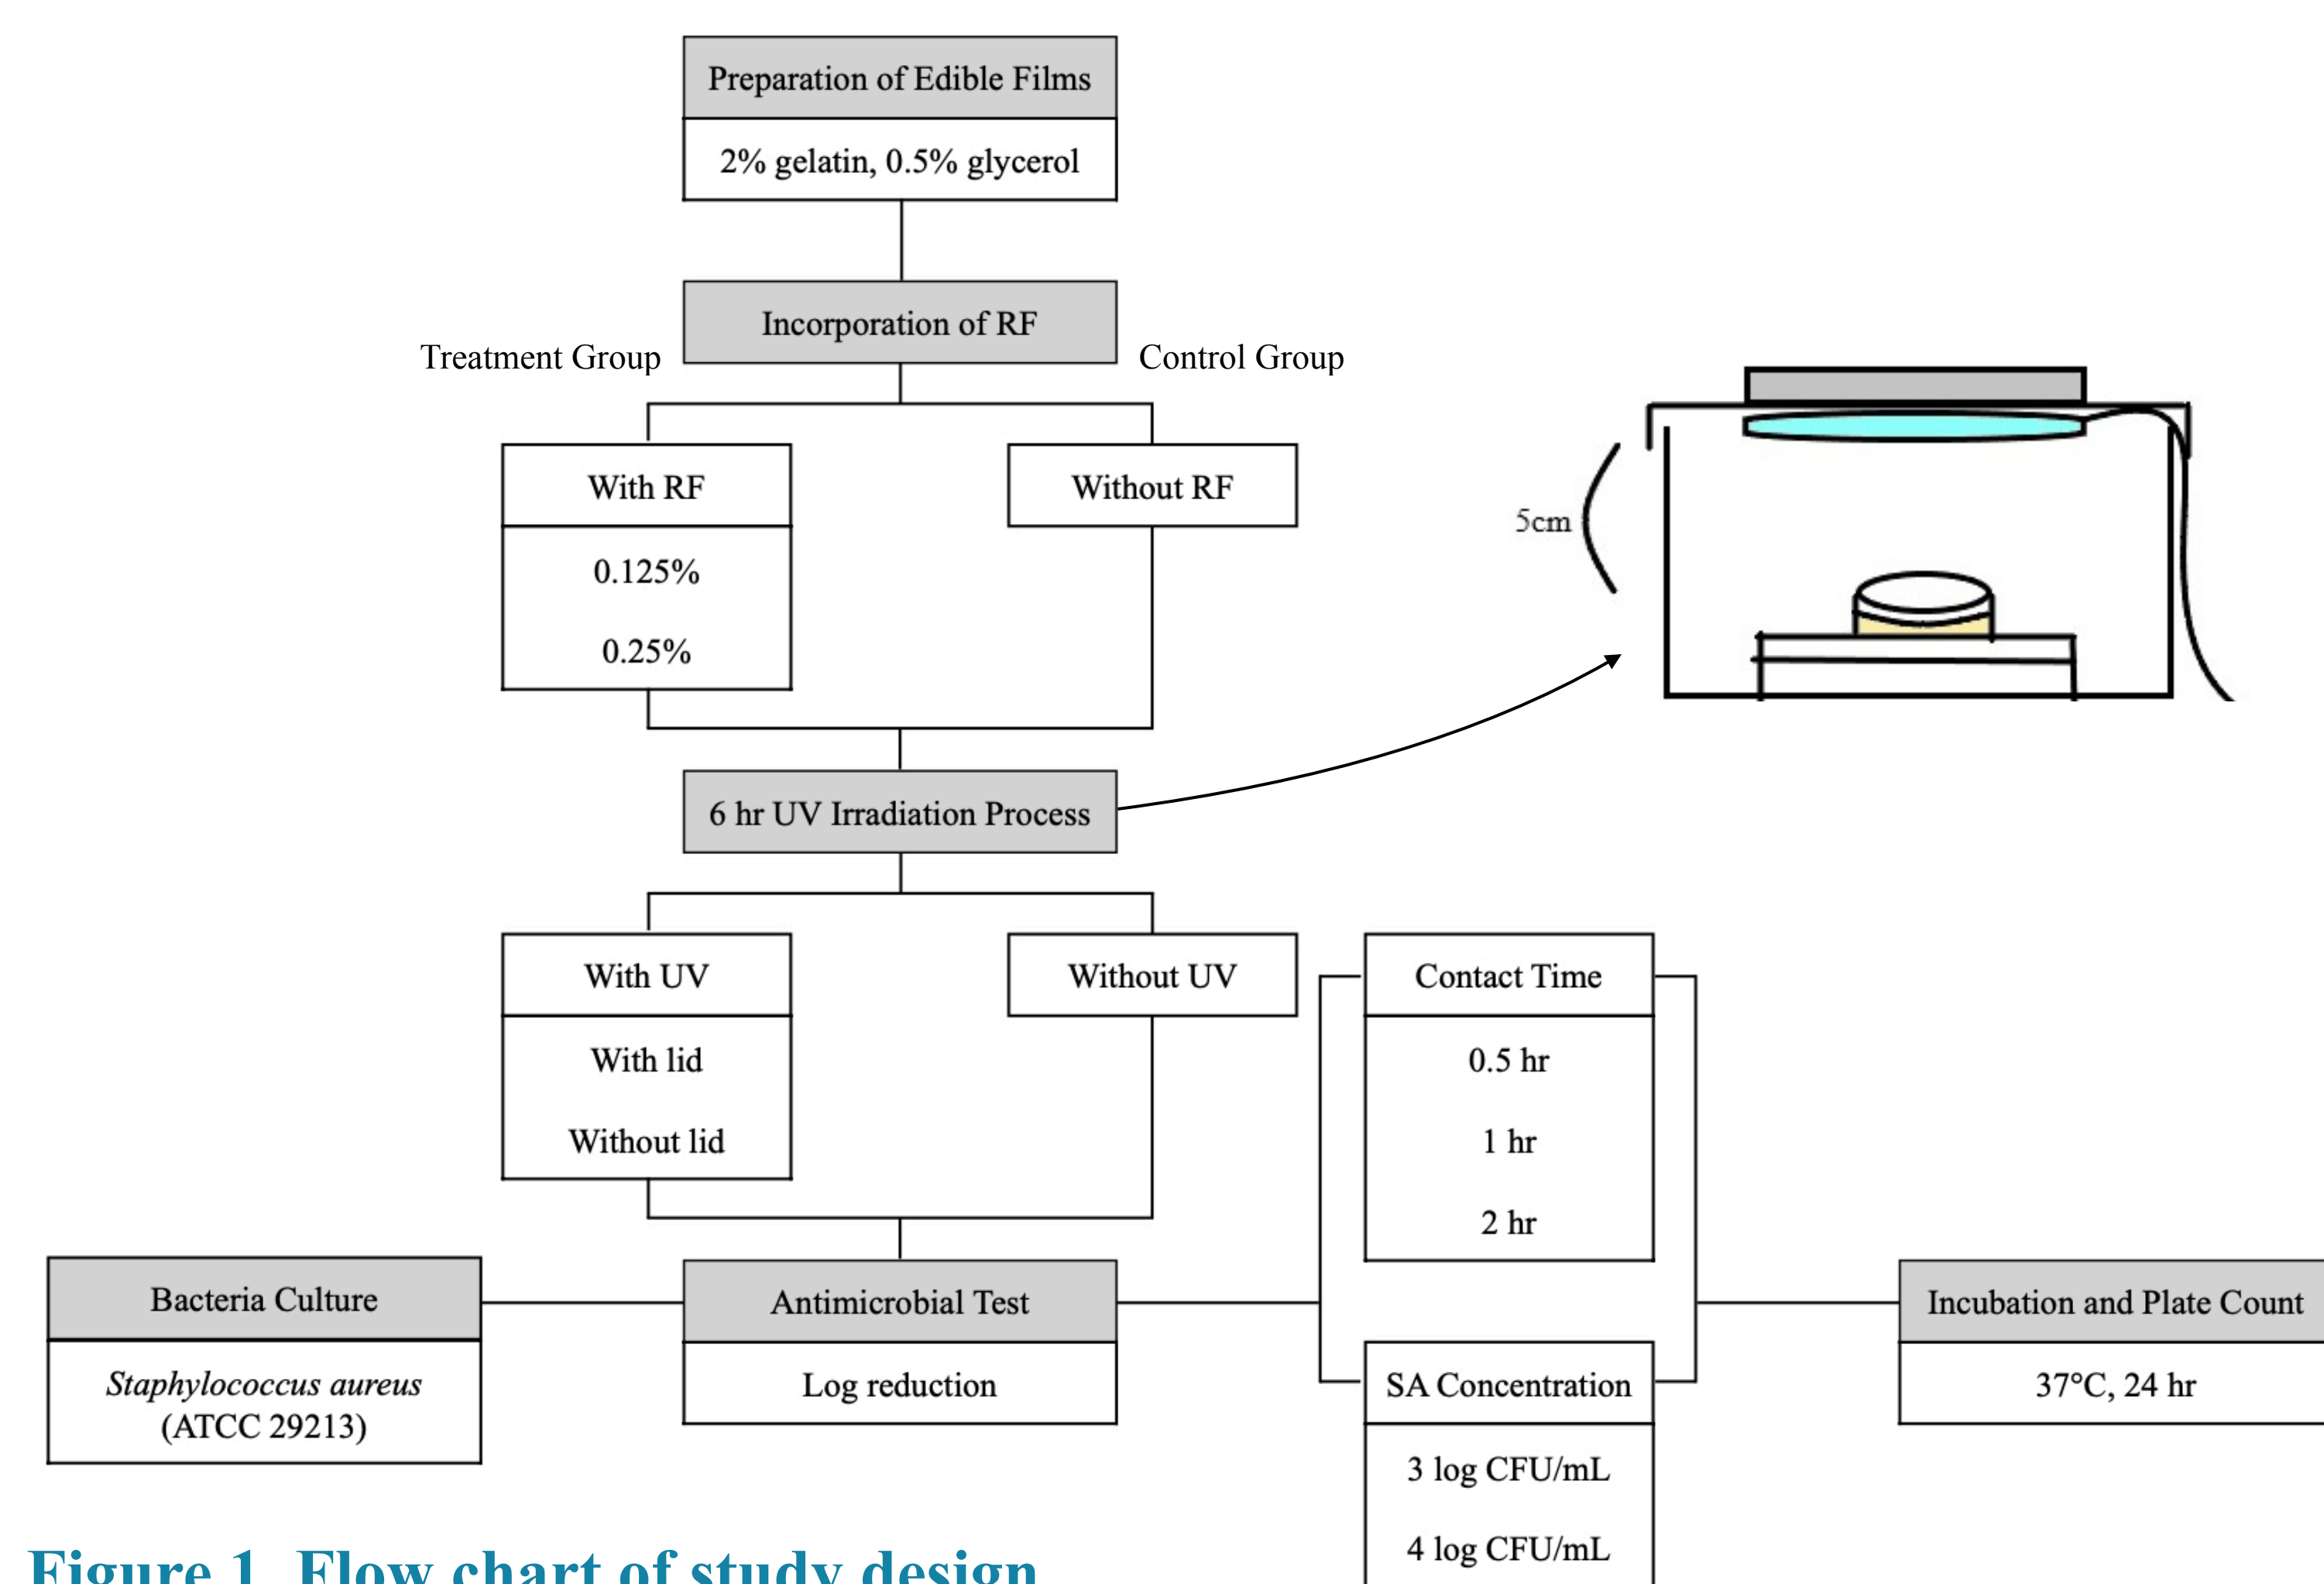 Preparation of Edible Films
2% gelatin, 0.5% glycerol
Incorporation of RF
Treatment Group
Control Group
With RF
0.125%
0.25%
Without RF
5cm
6 hr UV Irradiation Process
With UV
With lid
Without lid
Without UV
Contact Time
0.5 hr
1 hr
2 hr
Bacteria Culture
Staphylococcus aureus
(ATCC 29213)
Antimicrobial Test
Log reduction
SA Concentration
3 log CFU/mL
4 log CFU/mL
Incubation and Plate Count
37°C, 24 hr
Figure 1. Flow chart of study design